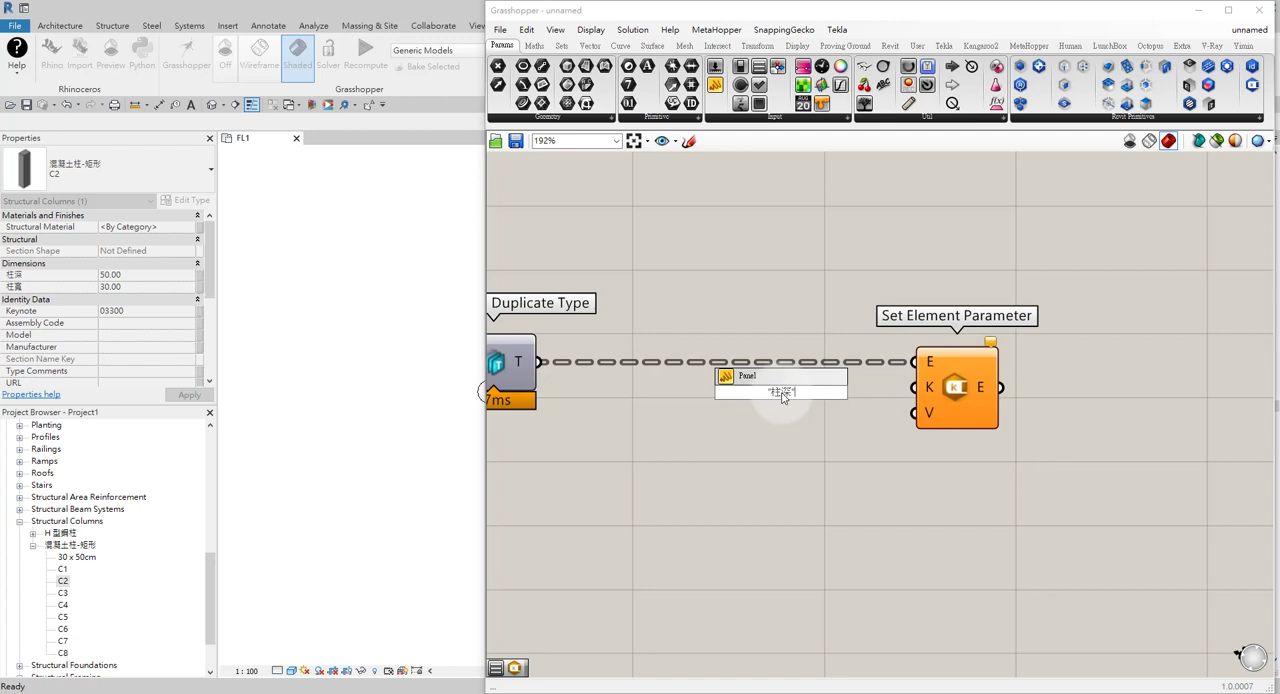 Grasshopper - unnamed
File Architecture Structure Steel Systems Insert Annotate Analyze Massing & Site Collaborate
File Edit View Display Solution Help MetaHopper SnappingGecko Tekla
unnamed
Params Maths Sets Vector Curve Surface Mesh Intersect Transform Display Proving Ground Revit User Tekla Kangaroo2 MetaHopper Human LunchBox Octopus Extra V-Ray Yimin
Help
Rhino Import Preview Python
Grasshopper
Off Wireframe Shaded Solver Recompute
Generic Models
Bake Selected
Rhinoceros
Grasshopper
Geometry Primitive Input Util Revit Primitives
Properties
FL1
192%
混凝土柱-矩形
C2
Structural Columns (1)
Edit Type
Materials and Finishes
Structural Material <By Category>
Structural
Section Shape Not Defined
Dimensions
柱深 50.00
柱寬 30.00
Identity Data
Keynote 03300
Assembly Code
Model
Manufacturer
Section Name Key
Type Comments
URL
Properties help
Apply
Duplicate Type
T
7ms
Panel
"柱深"
Set Element Parameter
E
K E
V
Project Browser - Project1
Planting
Profiles
Railings
Ramps
Roofs
Stairs
Structural Area Reinforcement
Structural Beam Systems
Structural Columns
H 型鋼柱
混凝土柱-矩形
30 x 50cm
C1
C2
C3
C4
C5
C6
C7
C8
Structural Foundations
1 : 100
Ready
...
1.0.0007